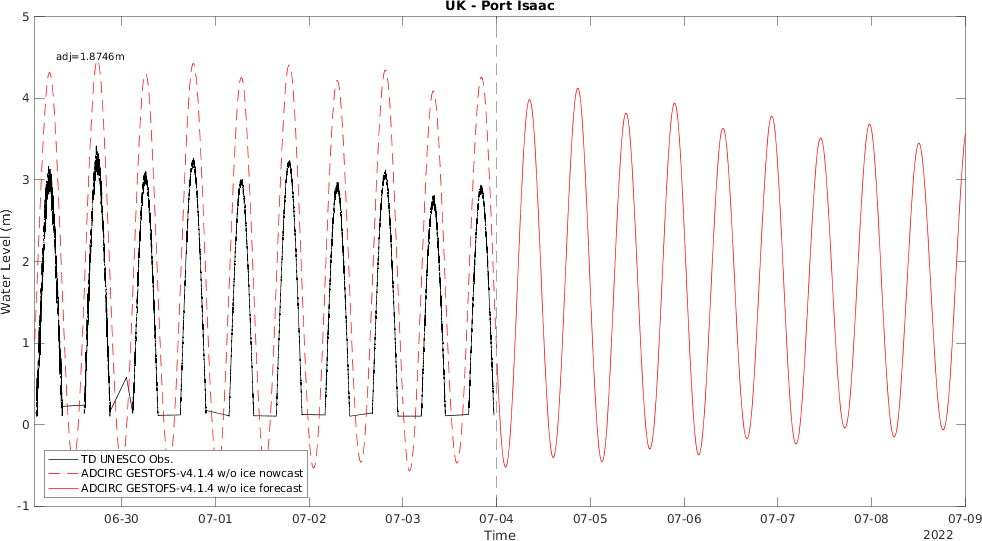 UK - Port Isaac
5
adj=1.8746m
4
3
2
1
0
-1
Water Level (m)
TD UNESCO Obs.
ADCIRC GESTOFS-v4.1.4 w/o ice nowcast
ADCIRC GESTOFS-v4.1.4 w/o ice forecast
06-30 07-01 07-02 07-03 07-04 07-05 07-06 07-07 07-08 07-09
Time
2022